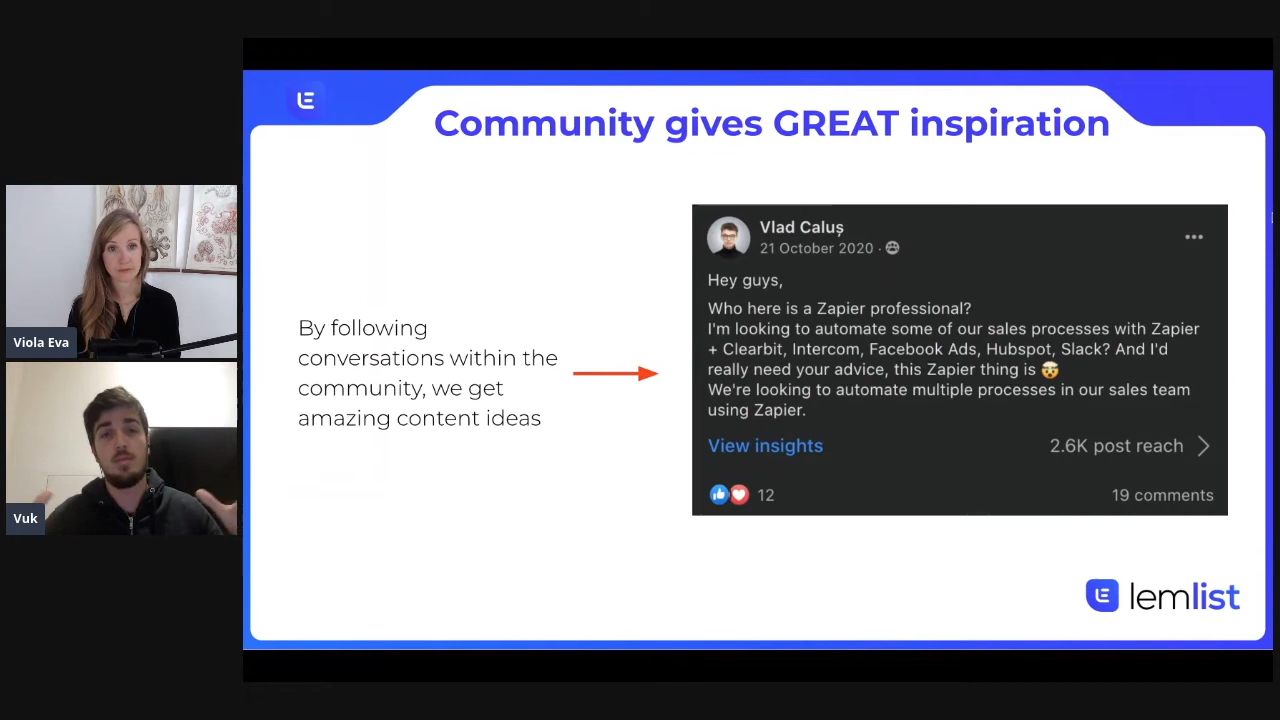 Community gives GREAT inspiration
By following
conversations within the
community, we get
amazing content ideas
Vlad Caluș
21 October 2020 ·
Hey guys,
Who here is a Zapier professional?
I'm looking to automate some of our sales processes with Zapier
+ Clearbit, Intercom, Facebook Ads, Hubspot, Slack? And I'd
really need your advice, this Zapier thing is 🤯
We're looking to automate multiple processes in our sales team
using Zapier.
View insights
2.6K post reach
12
19 comments
lemlist
Viola Eva
Vuk